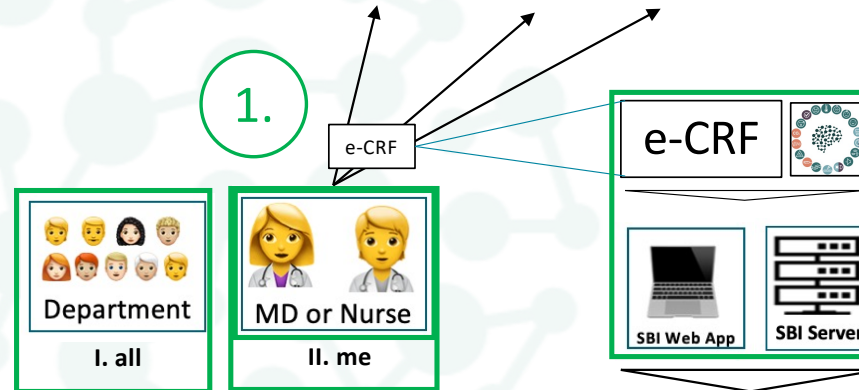 1.
e-CRF
e-CRF
Department
MD or Nurse
I. all
II. me
SBI Web App
SBI Server